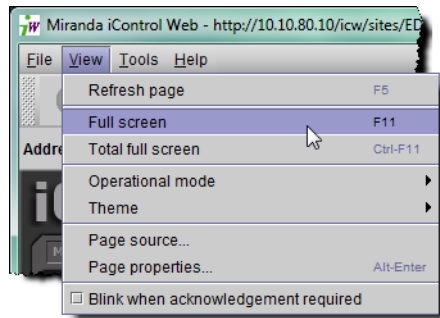 iW Miranda iControl Web - http://10.10.80.10/icw/sites/ED
File View Tools Help
Refresh page F5
Full screen F11
Addre Total full screen Ctrl-F11
Operational mode
Theme
Page source...
Page properties... Alt-Enter
Blink when acknowledgement required